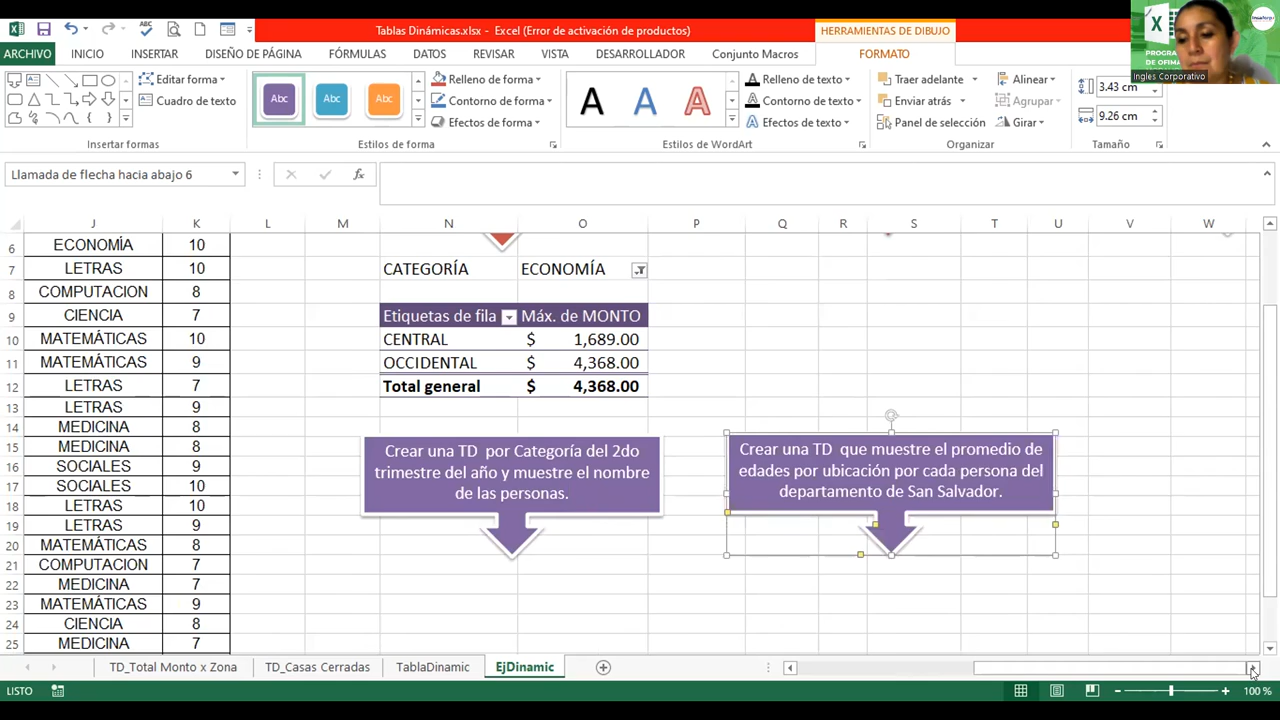 Tablas Dinámicas.xlsx - Excel (Error de activación de productos)
HERRAMIENTAS DE DIBUJO
ARCHIVO INICIO INSERTAR DISEÑO DE PÁGINA FÓRMULAS DATOS REVISAR VISTA DESARROLLADOR Conjunto Macros FORMATO
PROGRA
DE OFIMA
Ingles Corporativo
Editar forma
Cuadro de texto
Insertar formas
Abc Abc Abc
Relleno de forma
Contorno de forma
Efectos de forma
Estilos de forma
A A A
Relleno de texto
Contorno de texto
Efectos de texto
Estilos de WordArt
Traer adelante
Enviar atrás
Panel de selección
Alinear
Agrupar
Girar
Organizar
3.43 cm
9.26 cm
Tamaño
Llamada de flecha hacia abajo 6
fx
J K L M N O P Q R S T U V W
6 ECONOMÍA 10
7 LETRAS 10 CATEGORÍA ECONOMÍA
8 COMPUTACION 8
9 CIENCIA 7 Etiquetas de fila Máx. de MONTO
10 MATEMÁTICAS 10 CENTRAL $ 1,689.00
11 MATEMÁTICAS 9 OCCIDENTAL $ 4,368.00
12 LETRAS 7 Total general $ 4,368.00
13 LETRAS 9
14 MEDICINA 8
15 MEDICINA 8
16 SOCIALES 9
17 SOCIALES 10
18 LETRAS 10
19 LETRAS 9
20 MATEMÁTICAS 8
21 COMPUTACION 7
22 MEDICINA 7
23 MATEMÁTICAS 9
24 CIENCIA 8
25 MEDICINA 7
Crear una TD por Categoría del 2do
trimestre del año y muestre el nombre
de las personas.
Crear una TD que muestre el promedio de
edades por ubicación por cada persona del
departamento de San Salvador.
TD_Total Monto x Zona TD_Casas Cerradas TablaDinamic EjDinamic
LISTO
100 %